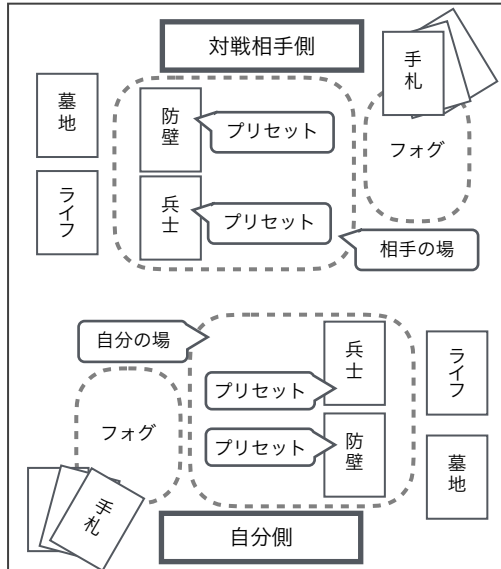 対戦相手側
手札
墓地
防壁
プリセット
フォグ
ライフ
兵士
プリセット
相手の場
自分の場
兵士
ライフ
プリセット
フォグ
プリセット
防壁
墓地
手札
自分側